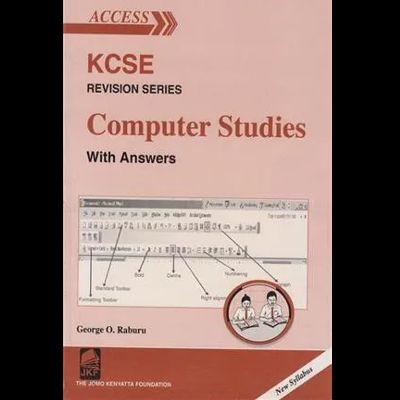 ACCESS
KCSE
REVISION SERIES
Computer Studies
With Answers
Bold
Centre
Numbering
Standard Toolbar
Formatting Toolbar
Right
George O. Raburu
JKF
THE JOMO KENYATTA FOUNDATION
New Syllabus